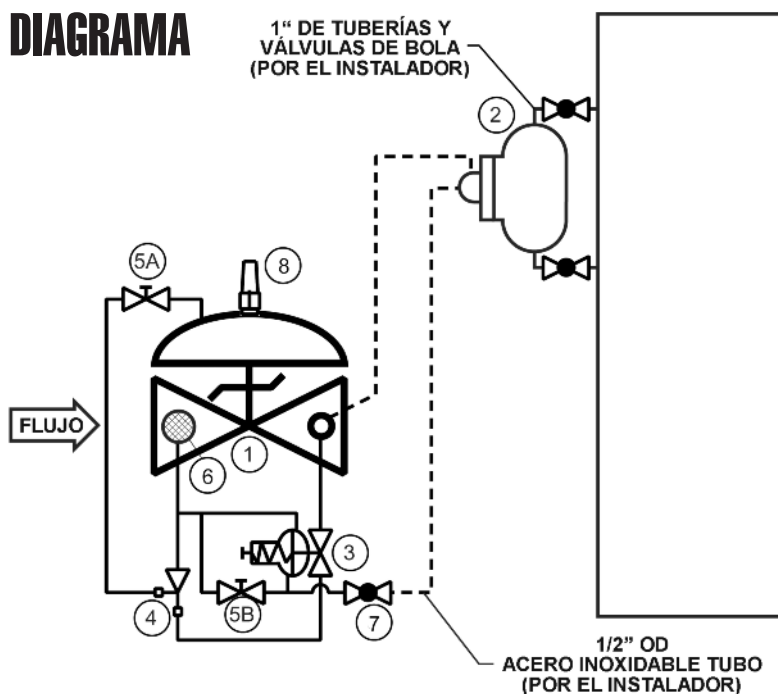 DIAGRAMA
1“ DE TUBERÍAS Y
VÁLVULAS DE BOLA
(POR EL INSTALADOR)
2
5A
8
FLUJO
1
6
3
4
5B
7
1/2” OD
ACERO INOXIDABLE TUBO
(POR EL INSTALADOR)